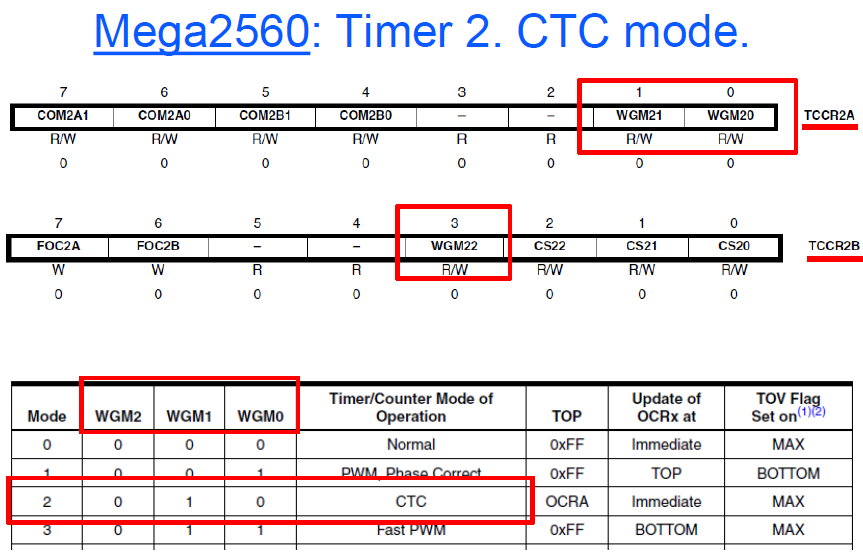 Mega2560: Timer 2. CTC mode.
7 6 5 4 3 2 1 0
COM2A1 COM2A0 COM2B1 COM2B0 – – WGM21 WGM20 TCCR2A
R/W R/W R/W R/W R R R/W R/W
0 0 0 0 0 0 0 0
7 6 5 4 3 2 1 0
FOC2A FOC2B – – WGM22 CS22 CS21 CS20 TCCR2B
W W R R R/W R/W R/W R/W
0 0 0 0 0 0 0 0
Timer/Counter Mode of Update of TOV Flag
Mode WGM2 WGM1 WGM0 Operation TOP OCRx at Set on(1)(2)
0 0 0 0 Normal 0xFF Immediate MAX
1 0 0 1 PWM, Phase Correct 0xFF TOP BOTTOM
2 0 1 0 CTC OCRA Immediate MAX
3 0 1 1 Fast PWM 0xFF BOTTOM MAX